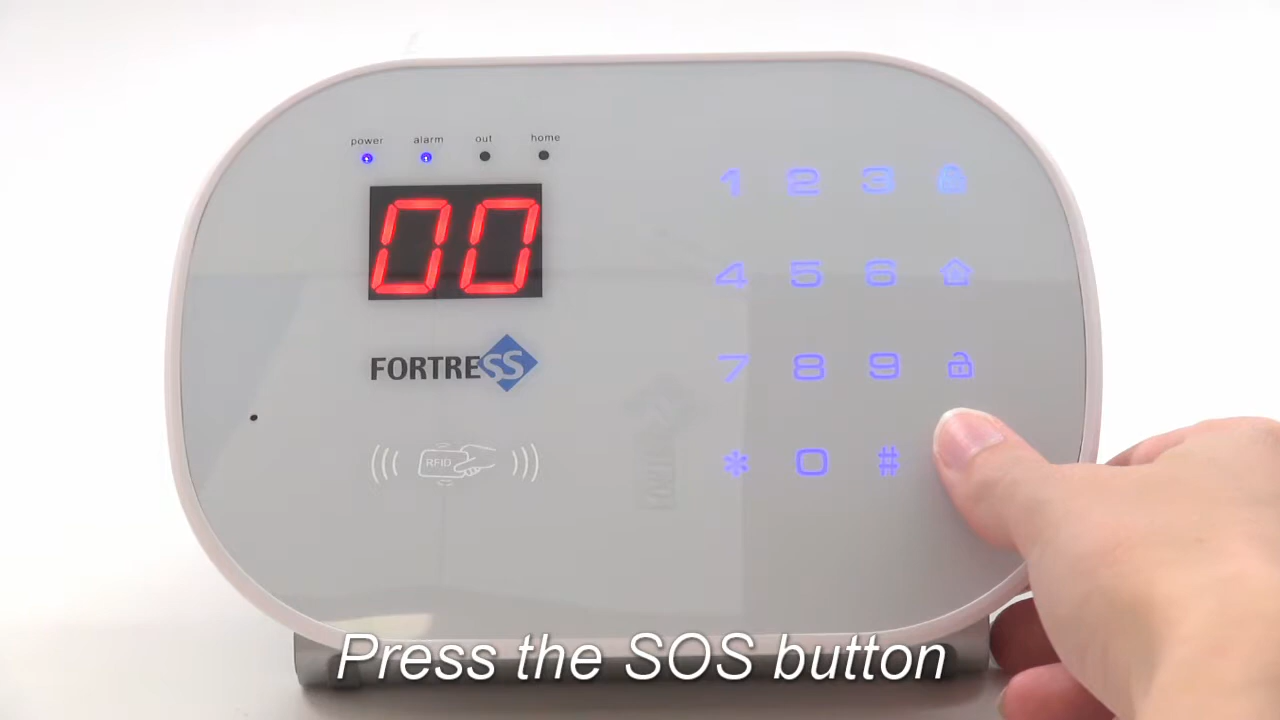 power alarm out home
00
1 2 3
4 5 6
FORTRESS
7 8 9
RFID
* 0 #
Press the SOS button